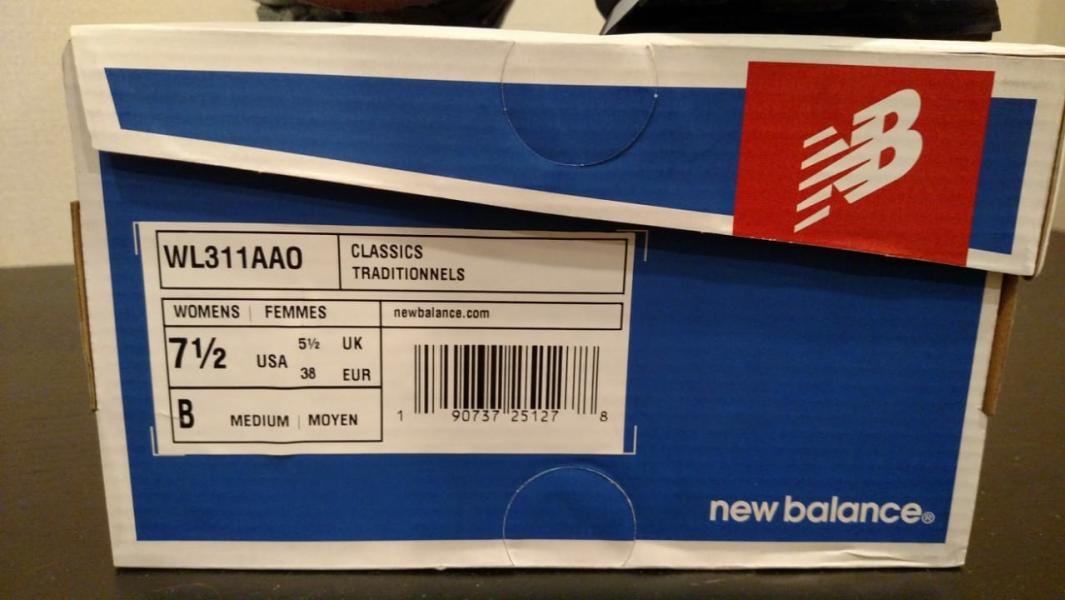 NB
WL311AAO
CLASSICS
TRADITIONNELS
WOMENS | FEMMES
newbalance.com
7½ USA 5½ UK
38 EUR
B MEDIUM | MOYEN
1 90737 25127 8
new balance®